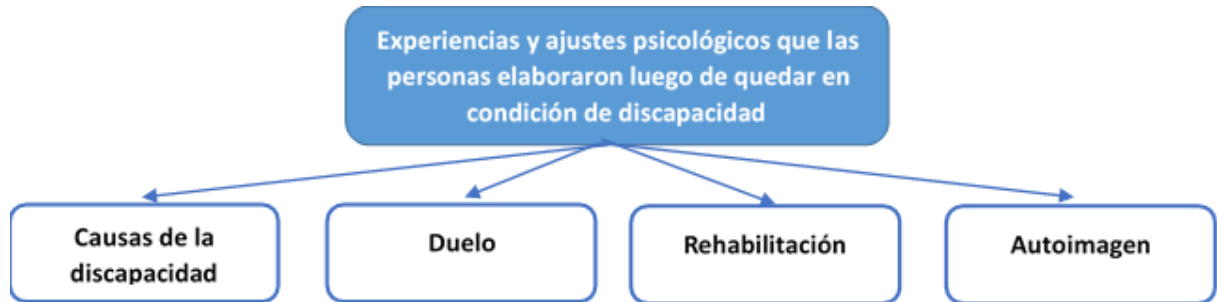 Experiencias y ajustes psicológicos que las
personas elaboraron luego de quedar en
condición de discapacidad
Causas de la
discapacidad
Duelo
Rehabilitación
Autoimagen